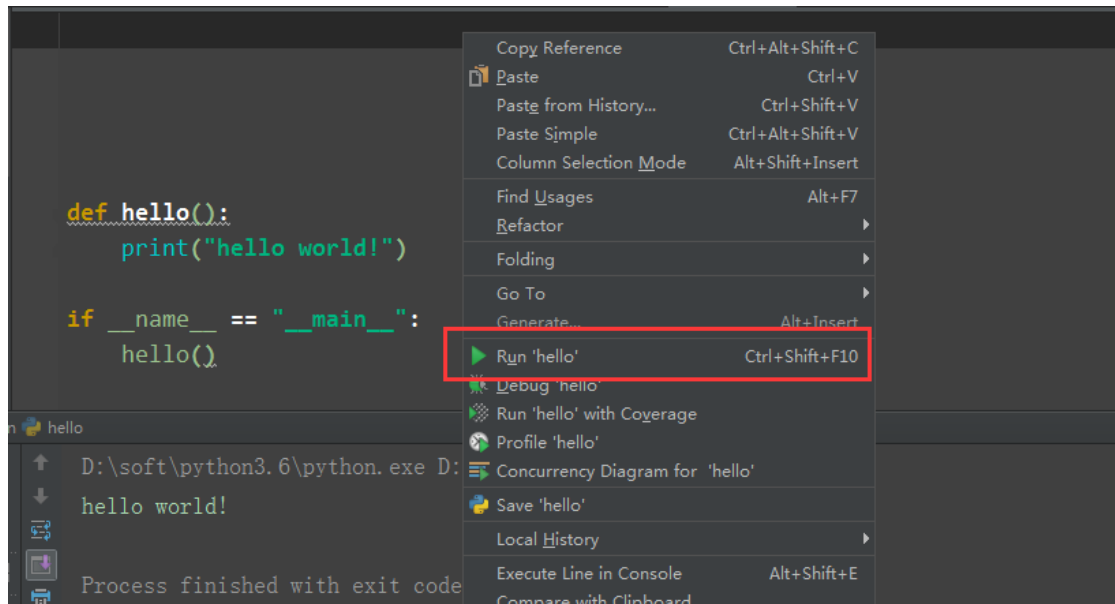 def hello():
print("hello world!")
if __name__ == "__main__":
hello()
Copy Reference Ctrl+Alt+Shift+C
Paste Ctrl+V
Paste from History... Ctrl+Shift+V
Paste Simple Ctrl+Alt+Shift+V
Column Selection Mode Alt+Shift+Insert
Find Usages Alt+F7
Refactor
Folding
Go To
Generate... Alt+Insert
Run 'hello' Ctrl+Shift+F10
Debug 'hello'
Run 'hello' with Coverage
Profile 'hello'
Concurrency Diagram for 'hello'
Save 'hello'
Local History
Execute Line in Console Alt+Shift+E
Compare with Clipboard
hello
D:\soft\python3.6\python.exe D:
hello world!
Process finished with exit code